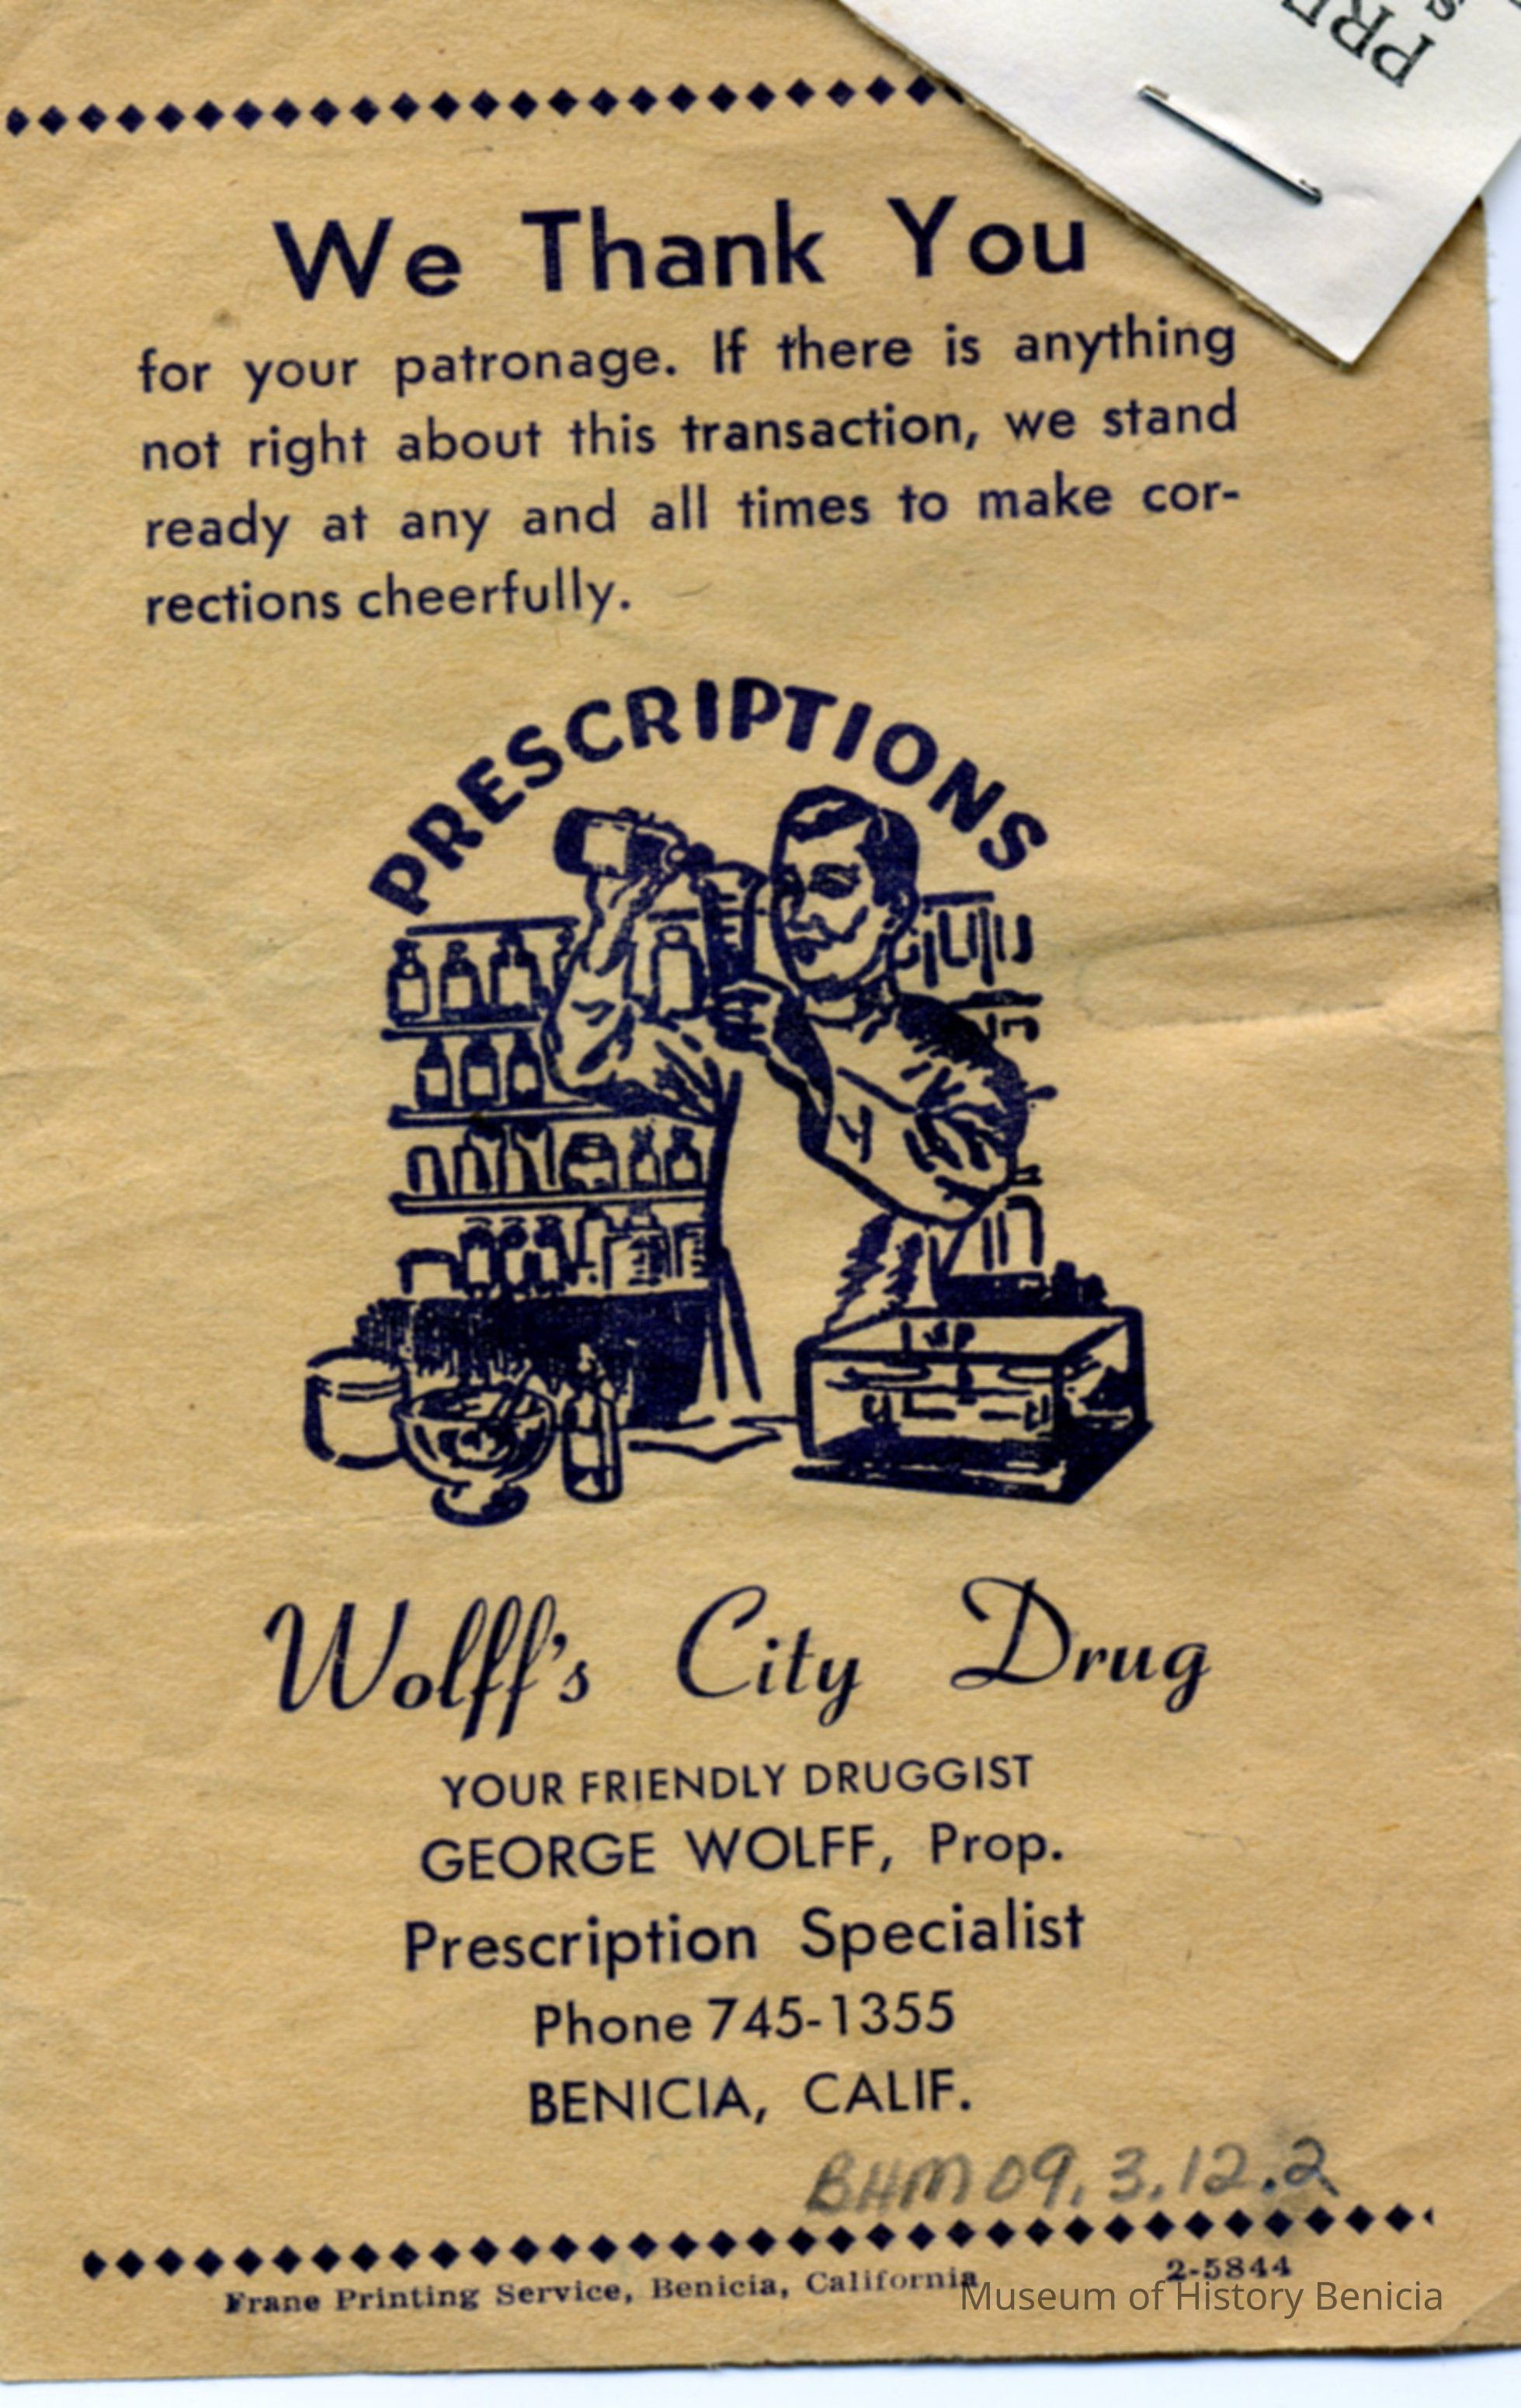 PRE
s
We Thank You
for your patronage. If there is anything
not right about this transaction, we stand
ready at any and all times to make cor-
rections cheerfully.
PRESCRIPTIONS
Wolff's City Drug
YOUR FRIENDLY DRUGGIST
GEORGE WOLFF, Prop.
Prescription Specialist
Phone 745-1355
BENICIA, CALIF.
BHM 09.3.12.2
Frane Printing Service, Benicia, California 2-5844
Museum of History Benicia